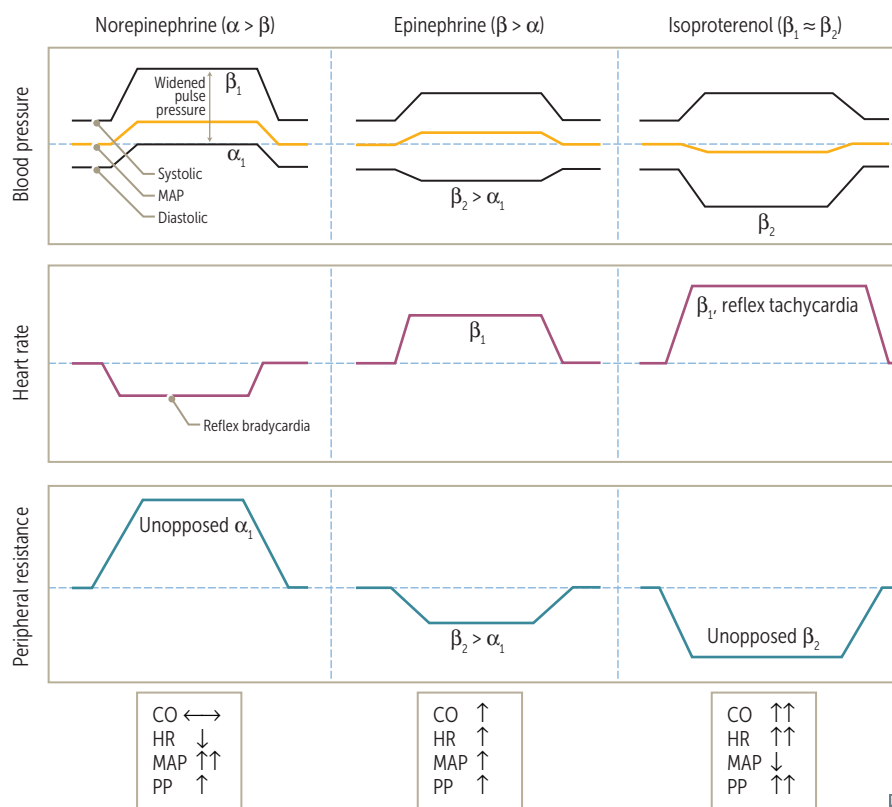 Norepinephrine (α > β)
Epinephrine (β > α)
Isoproterenol (β₁ ≈ β₂)
Blood pressure
Widened
pulse
pressure
β₁
α₁
Systolic
MAP
Diastolic
β₂ > α₁
β₂
Heart rate
Reflex bradycardia
β₁
β₁, reflex tachycardia
Peripheral resistance
Unopposed α₁
β₂ > α₁
Unopposed β₂
CO ⟷
HR ↓
MAP ↑↑
PP ↑
CO ↑
HR ↑
MAP ↑
PP ↑
CO ↑↑
HR ↑↑
MAP ↓
PP ↑↑